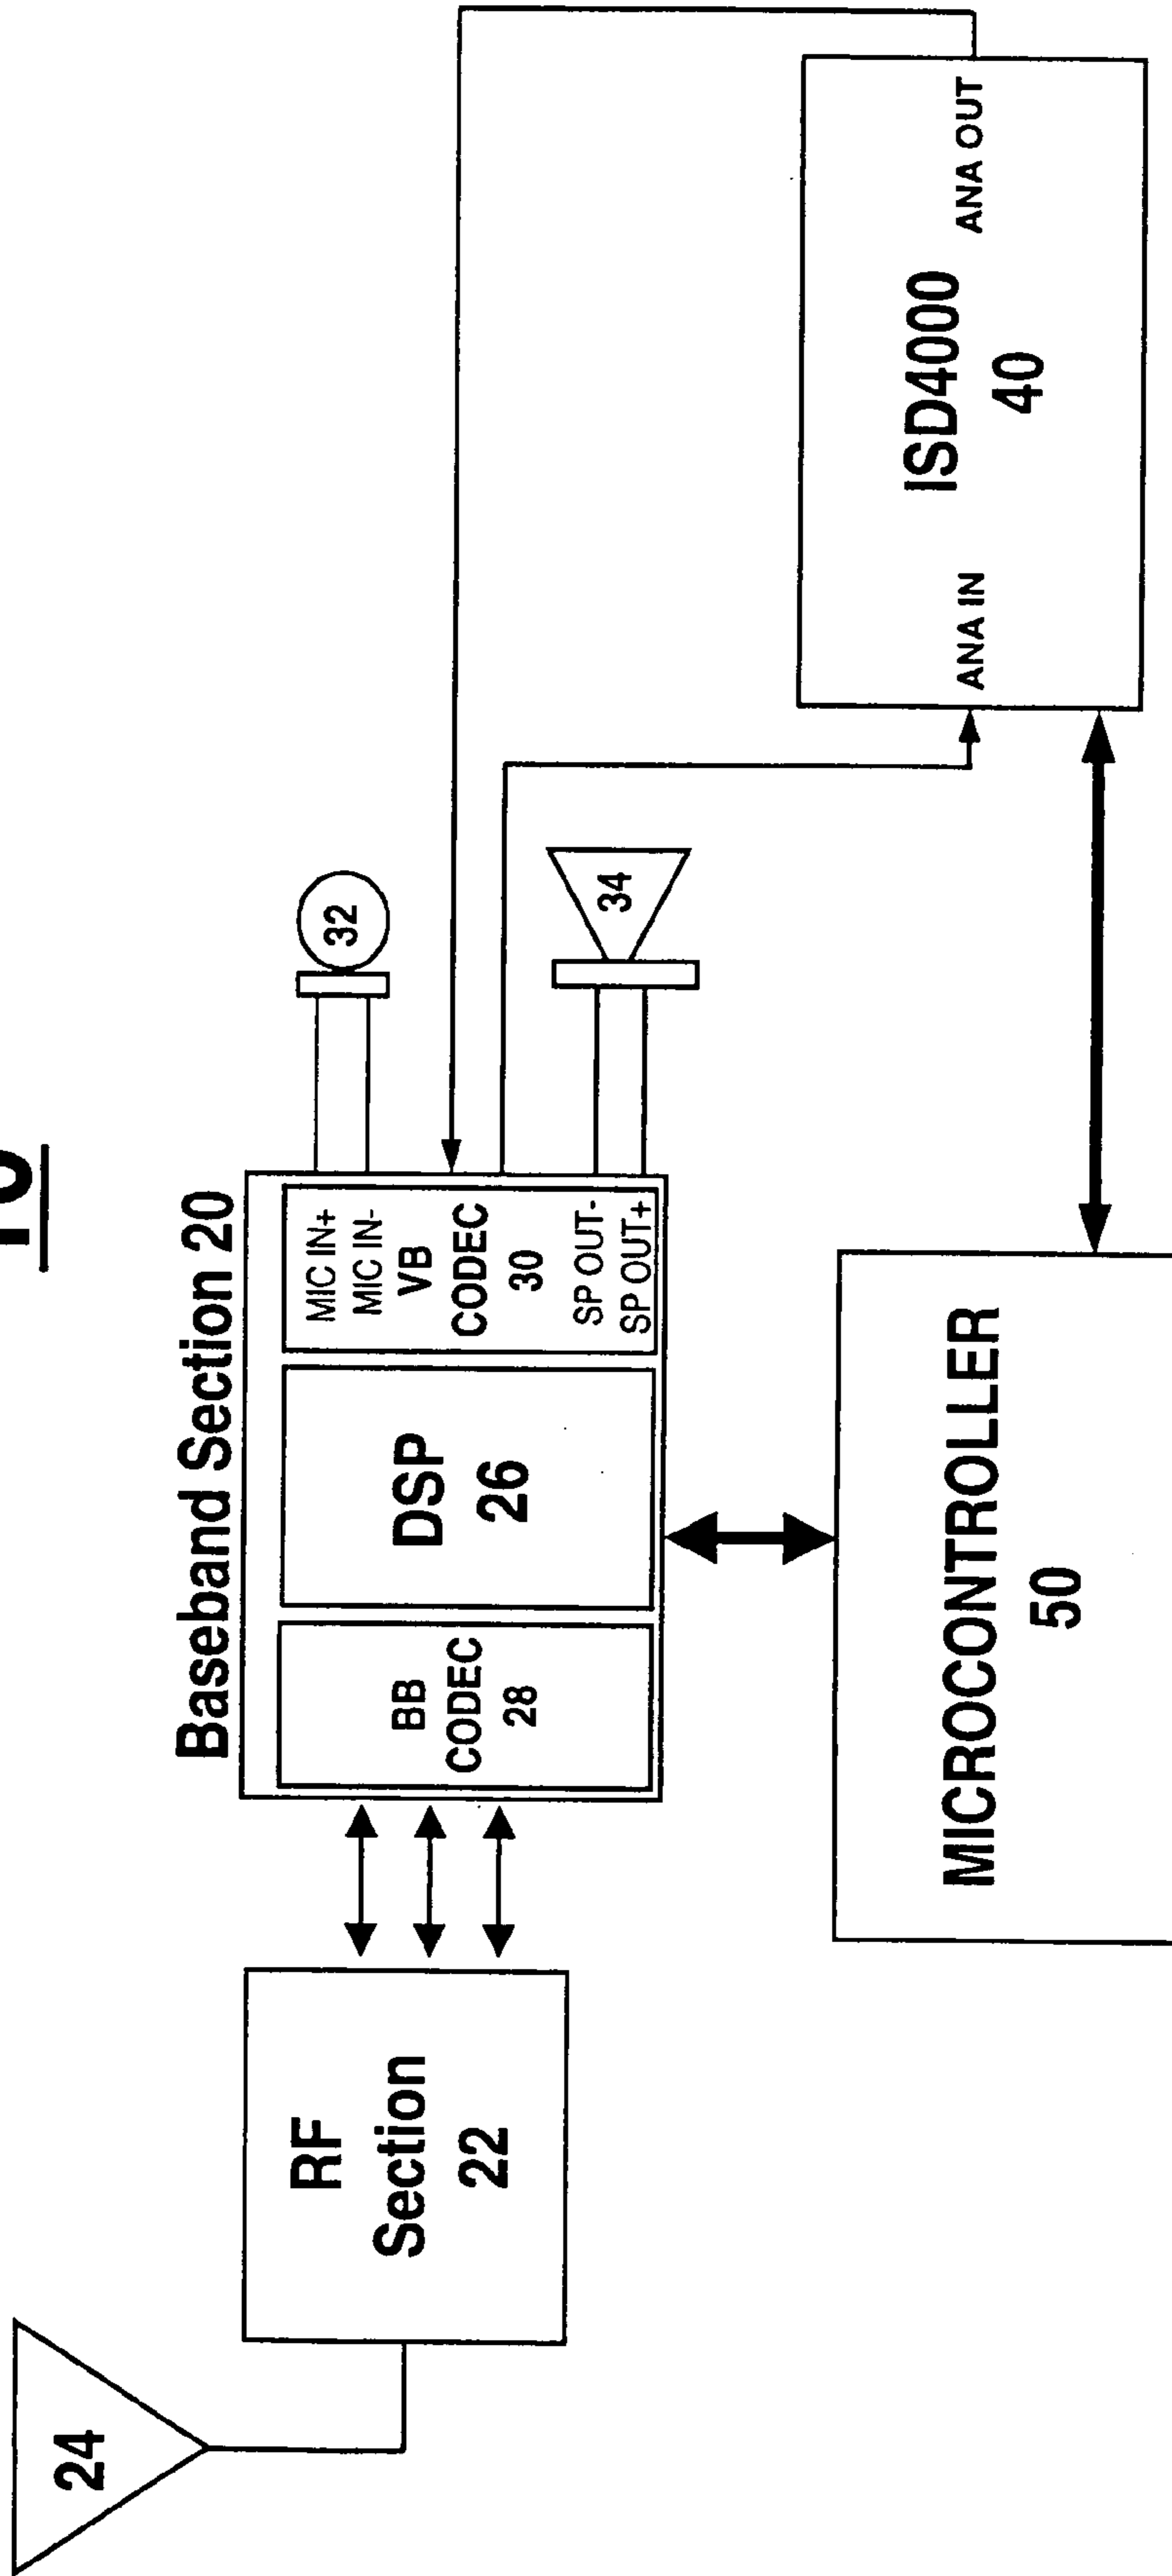 Baseband Section 20
24
RF
Section
22
BB
CODEC
28
DSP
26
MIC IN+
MIC IN-
VB
CODEC
30
SP OUT-
SP OUT+
32
34
MICROCONTROLLER
50
ANA IN
ISD4000
40
ANA OUT